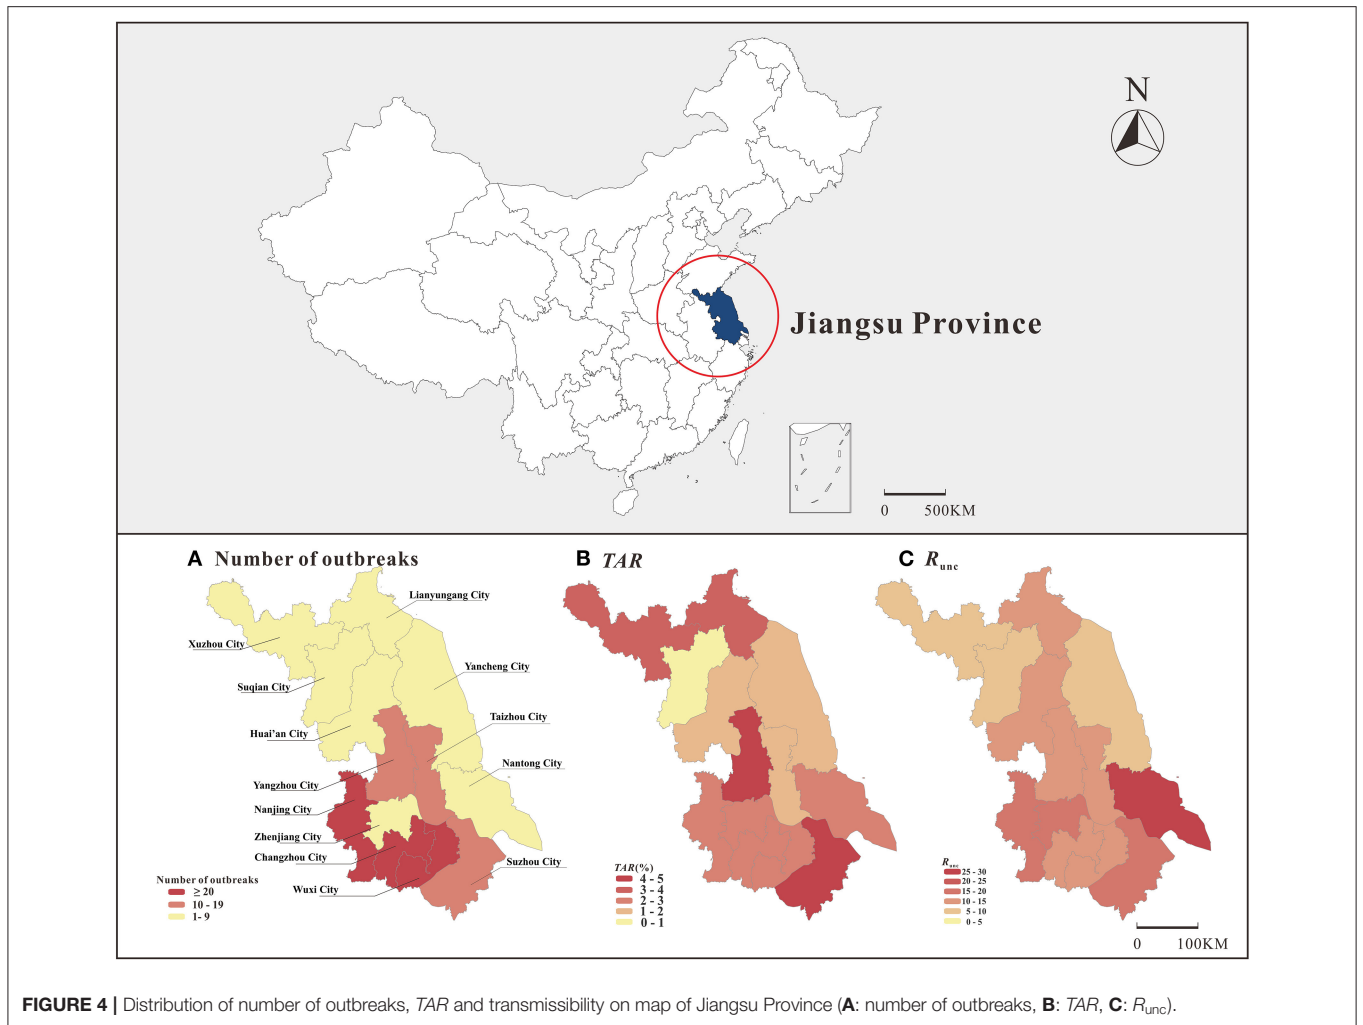 N
Jiangsu Province
0 500KM
A Number of outbreaks
Lianyungang City
Xuzhou City
Yancheng City
Suqian City
Taizhou City
Huai'an City
Nantong City
Yangzhou City
Nanjing City
Zhenjiang City
Changzhou City
Suzhou City
Wuxi City
Number of outbreaks
≥ 20
10 - 19
1 - 9
B TAR
TAR(%)
4 - 5
3 - 4
2 - 3
1 - 2
0 - 1
C Runc
Runc
25 - 30
20 - 25
15 - 20
10 - 15
5 - 10
0 - 5
0 100KM
FIGURE 4 | Distribution of number of outbreaks, TAR and transmissibility on map of Jiangsu Province (A: number of outbreaks, B: TAR, C: Runc).